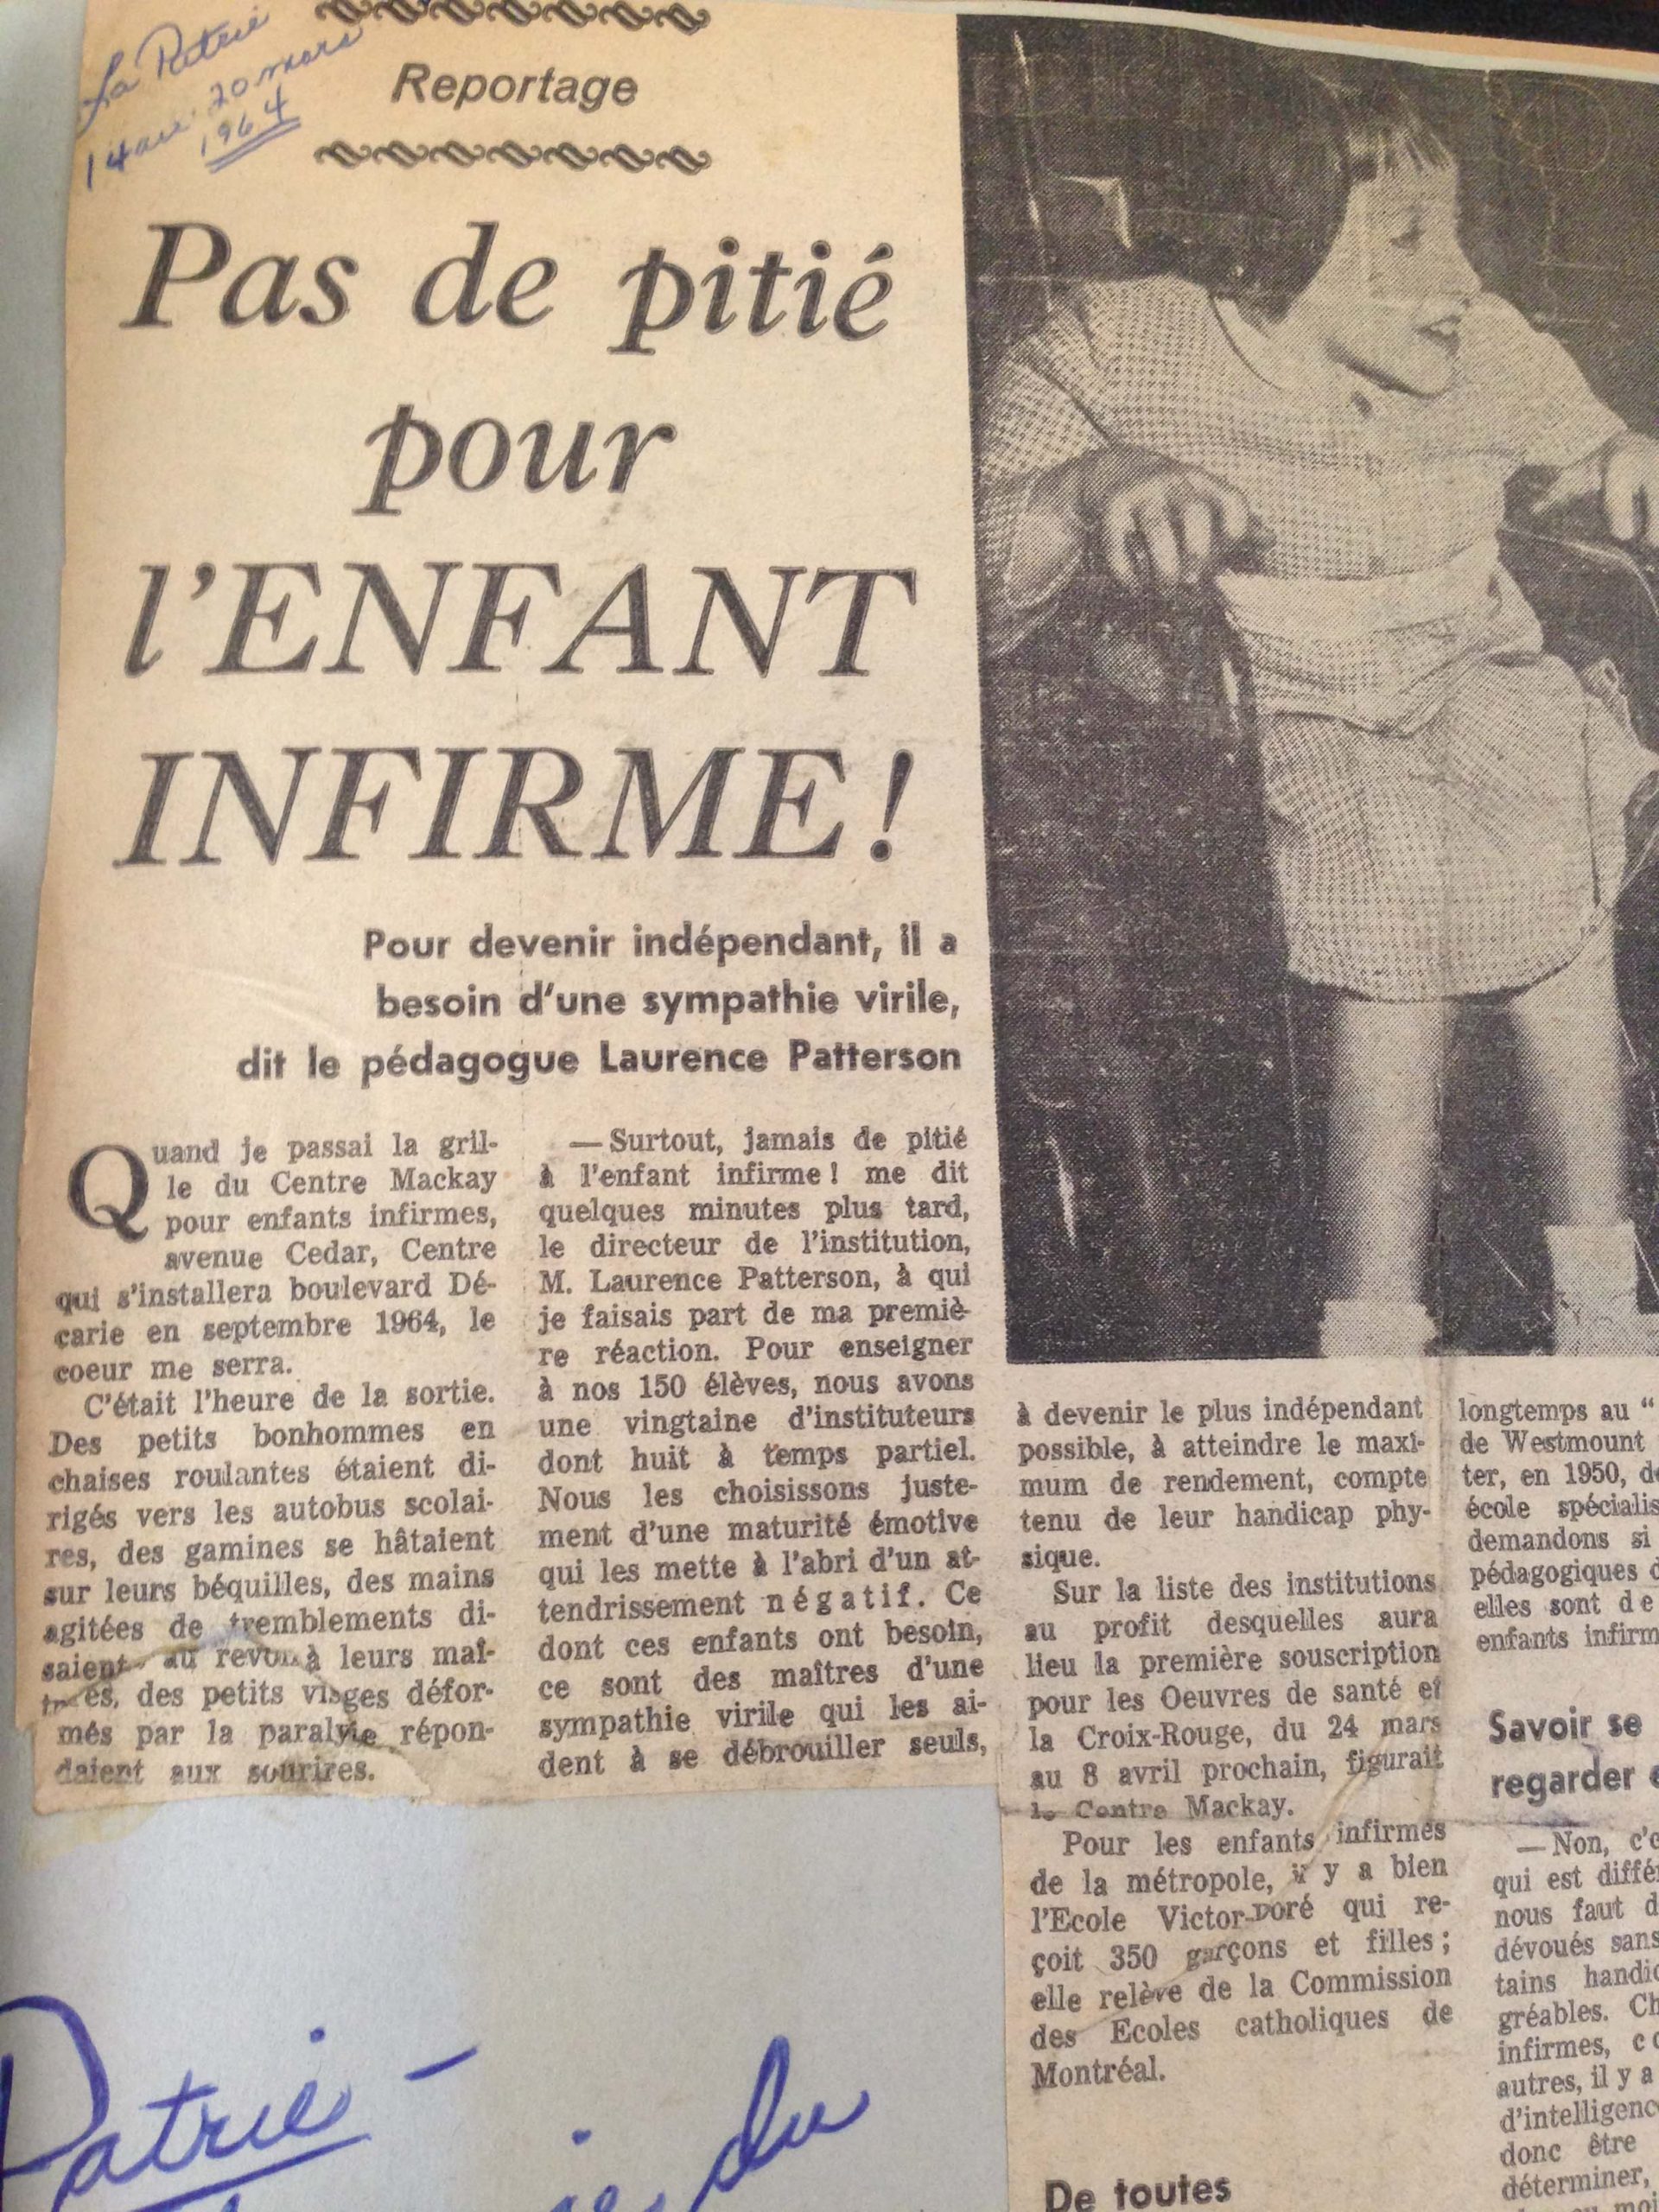 La Patrie
20 mars
1964
Reportage
Pas de pitié
pour
l'ENFANT
INFIRME!
Pour devenir indépendant, il a
besoin d'une sympathie virile,
dit le pédagogue Laurence Patterson
Quand je passai la gril-
le du Centre Mackay
pour enfants infirmes,
avenue Cedar, Centre
qui s'installera boulevard Dé-
carie en septembre 1964, le
coeur me serra.
C'était l'heure de la sortie.
Des petits bonhommes en
chaises roulantes étaient di-
rigés vers les autobus scolai-
res, des gamines se hâtaient
sur leurs béquilles, des mains
agitées de tremblements di-
saient au revoir à leurs maî-
tres, des petits visges défor-
més par la paralyie répon-
daient aux sourires.
—Surtout, jamais de pitié
à l'enfant infirme! me dit
quelques minutes plus tard,
le directeur de l'institution,
M. Laurence Patterson, à qui
je faisais part de ma premiè-
re réaction. Pour enseigner
à nos 150 élèves, nous avons
une vingtaine d'instituteurs
dont huit à temps partiel.
Nous les choisissons juste-
ment d'une maturité émotive
qui les mette à l'abri d'un at-
tendrissement négatif. Ce
dont ces enfants ont besoin,
ce sont des maîtres d'une
sympathie virile qui les ai-
dent à se débrouiller seuls,
à devenir le plus indépendant
possible, à atteindre le maxi-
mum de rendement, compte
tenu de leur handicap phy-
sique.
Sur la liste des institutions
au profit desquelles aura
lieu la première souscription
pour les Oeuvres de santé et
la Croix-Rouge, du 24 mars
au 8 avril prochain, figurait
le Centre Mackay.
Pour les enfants infirmes
de la métropole, il y a bien
l'Ecole Victor-Doré qui re-
çoit 350 garçons et filles;
elle relève de la Commission
des Ecoles catholiques de
Montréal.
De toutes
longtemps au "
de Westmount
ter, en 1950, d
école spécialis
demandons si
pédagogiques d
elles sont de
enfants infirm
Savoir se
regarder e
—Non, c'e
qui est différ
nous faut d
dévoués sans
tains handic
gréables. Ch
infirmes, co
autres, il y a
d'intelligenc
donc être
déterminer,
Patrie -
du